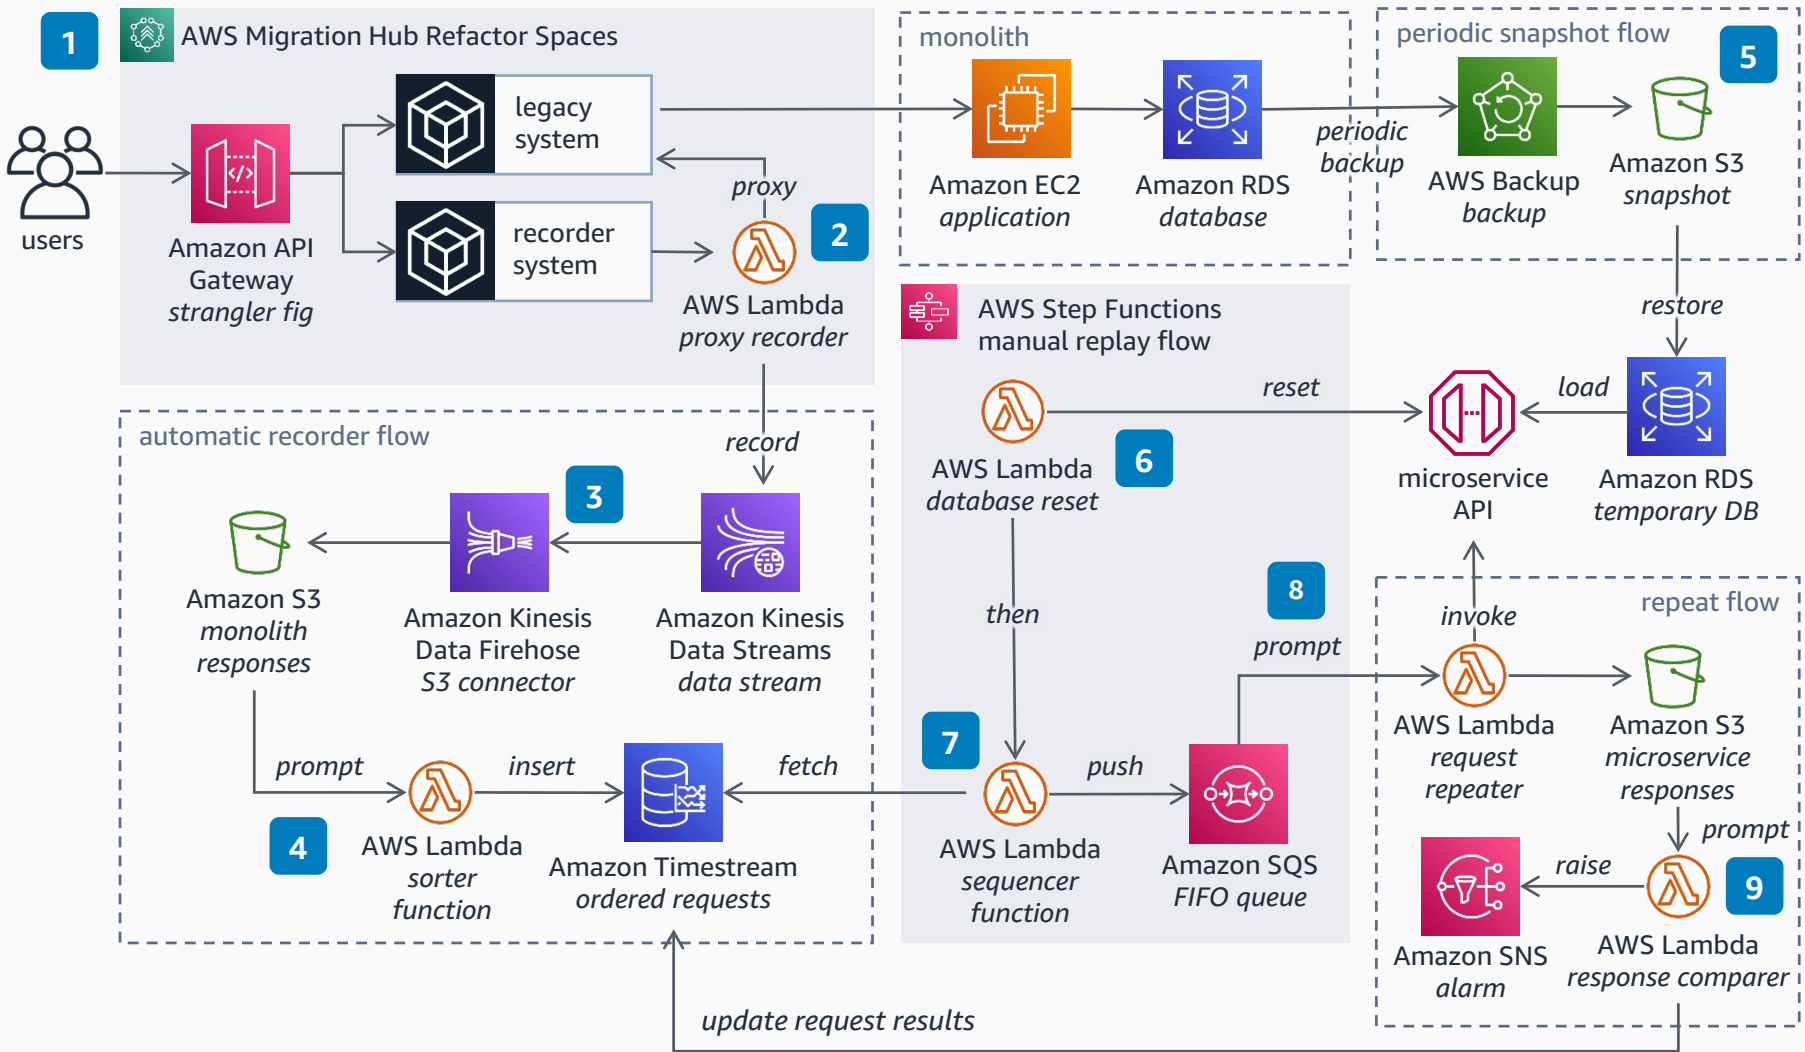 1
AWS Migration Hub Refactor Spaces
users
</>
Amazon API
Gateway
strangler fig
legacy
system
recorder
system
proxy
2
AWS Lambda
proxy recorder
monolith
Amazon EC2
application
Amazon RDS
database
periodic
backup
periodic snapshot flow
5
AWS Backup
backup
Amazon S3
snapshot
restore
automatic recorder flow
record
3
Amazon S3
monolith
responses
Amazon Kinesis
Data Firehose
S3 connector
Amazon Kinesis
Data Streams
data stream
prompt
4
AWS Lambda
sorter
function
insert
Amazon Timestream
ordered requests
fetch
AWS Step Functions
manual replay flow
reset
6
AWS Lambda
database reset
then
7
AWS Lambda
sequencer
function
push
Amazon SQS
FIFO queue
8
prompt
load
microservice
API
Amazon RDS
temporary DB
repeat flow
invoke
AWS Lambda
request
repeater
Amazon S3
microservice
responses
prompt
raise
9
Amazon SNS
alarm
AWS Lambda
response comparer
update request results